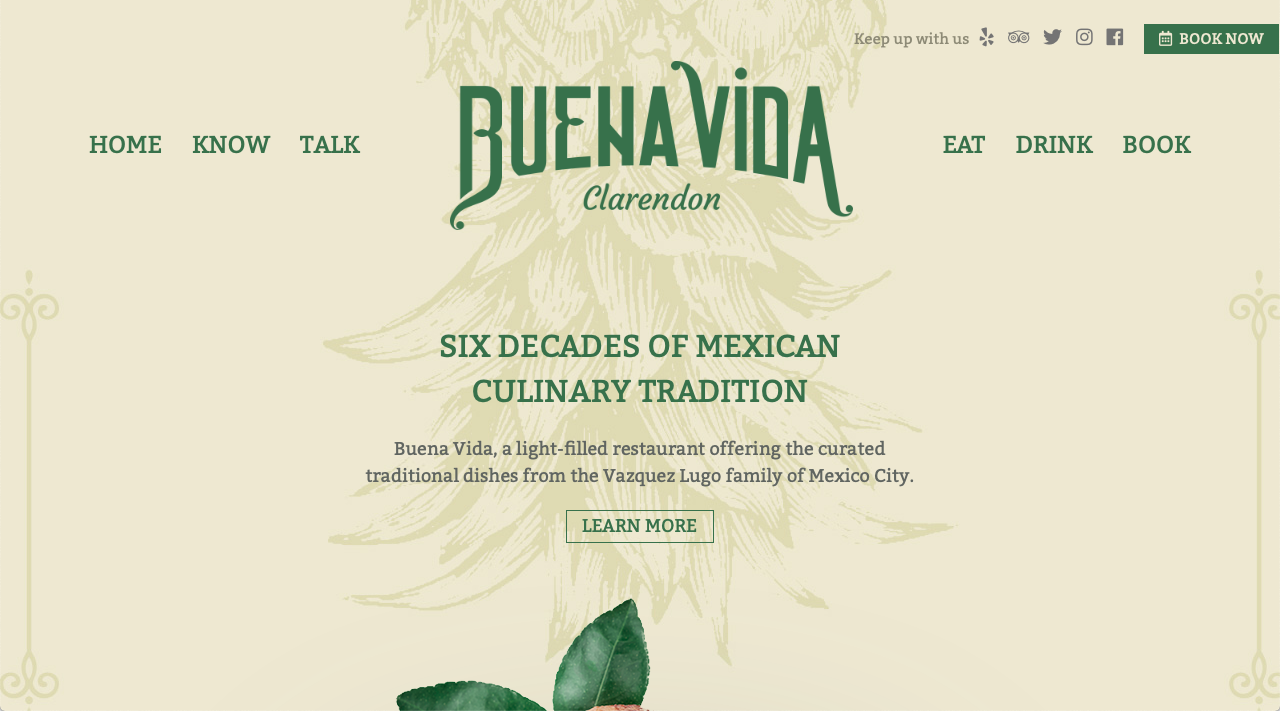 Keep up with us
BOOK NOW
HOME KNOW TALK
BUENA VIDA
Clarendon
EAT DRINK BOOK
SIX DECADES OF MEXICAN
CULINARY TRADITION
Buena Vida, a light-filled restaurant offering the curated
traditional dishes from the Vazquez Lugo family of Mexico City.
LEARN MORE